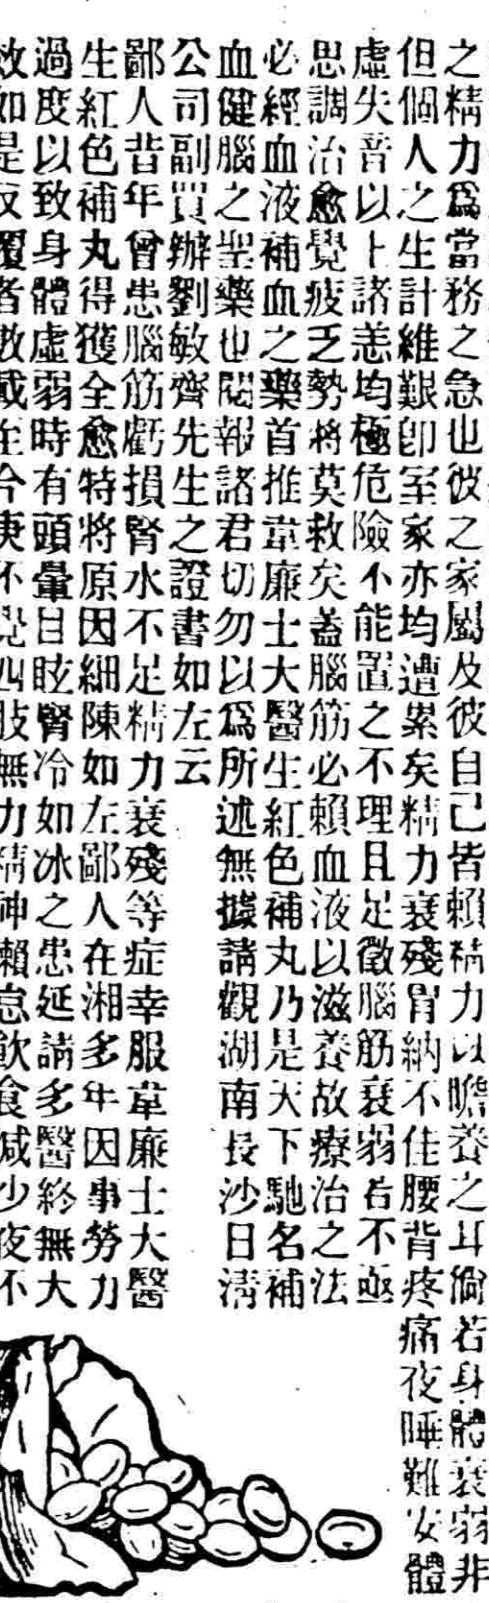 之精力爲當務之急也彼之家屬及彼自己皆賴精力以瞻養之耳倘若身體衰弱非
但個人之生計維艱卽室家亦均遭累矣精力衰殘胃納不佳腰背疼痛夜睡難安體
虛失音以上諸恙均極危險不能置之不理且足徵腦筋衰弱若不亟
思調治愈覺疲乏勢將莫救矣蓋腦筋必賴血液以滋養故療治之法
必經血液補血之藥首推韋廉士大醫生紅色補丸乃是天下馳名補
血健腦之聖藥也閱報諸君切勿以爲所述無據請觀湖南長沙日淸
公司副買辦劉敏齊先生之證書如左云
鄙人昔年曾患腦筋虧損腎水不足精力衰殘等症幸服韋廉士大醫
生紅色補丸得獲全愈特將原因細陳如左鄙人在湘多年因事勞力
過度以致身體虛弱時有頭暈目眩腎冷如冰之患延請多醫終無大
效如是反覆者數載至今庚不覺四肢無力精神賴怠飲食減少夜不